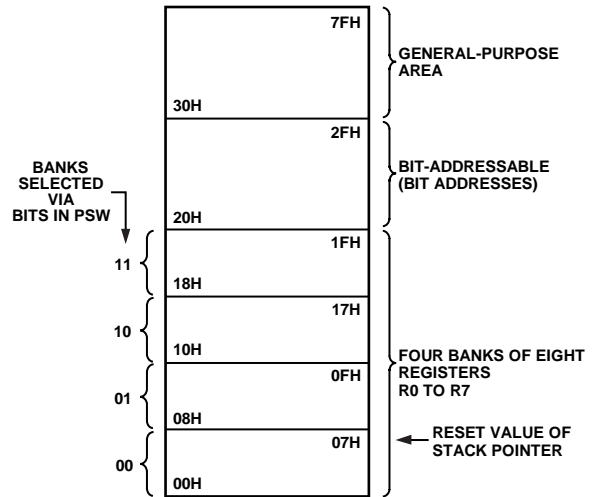 7FH
GENERAL-PURPOSE
AREA
30H
2FH
BIT-ADDRESSABLE
(BIT ADDRESSES)
BANKS
SELECTED
VIA
BITS IN PSW
20H
11
1FH
18H
10
17H
10H
FOUR BANKS OF EIGHT
REGISTERS
R0 TO R7
01
0FH
08H
00
07H
00H
RESET VALUE OF
STACK POINTER